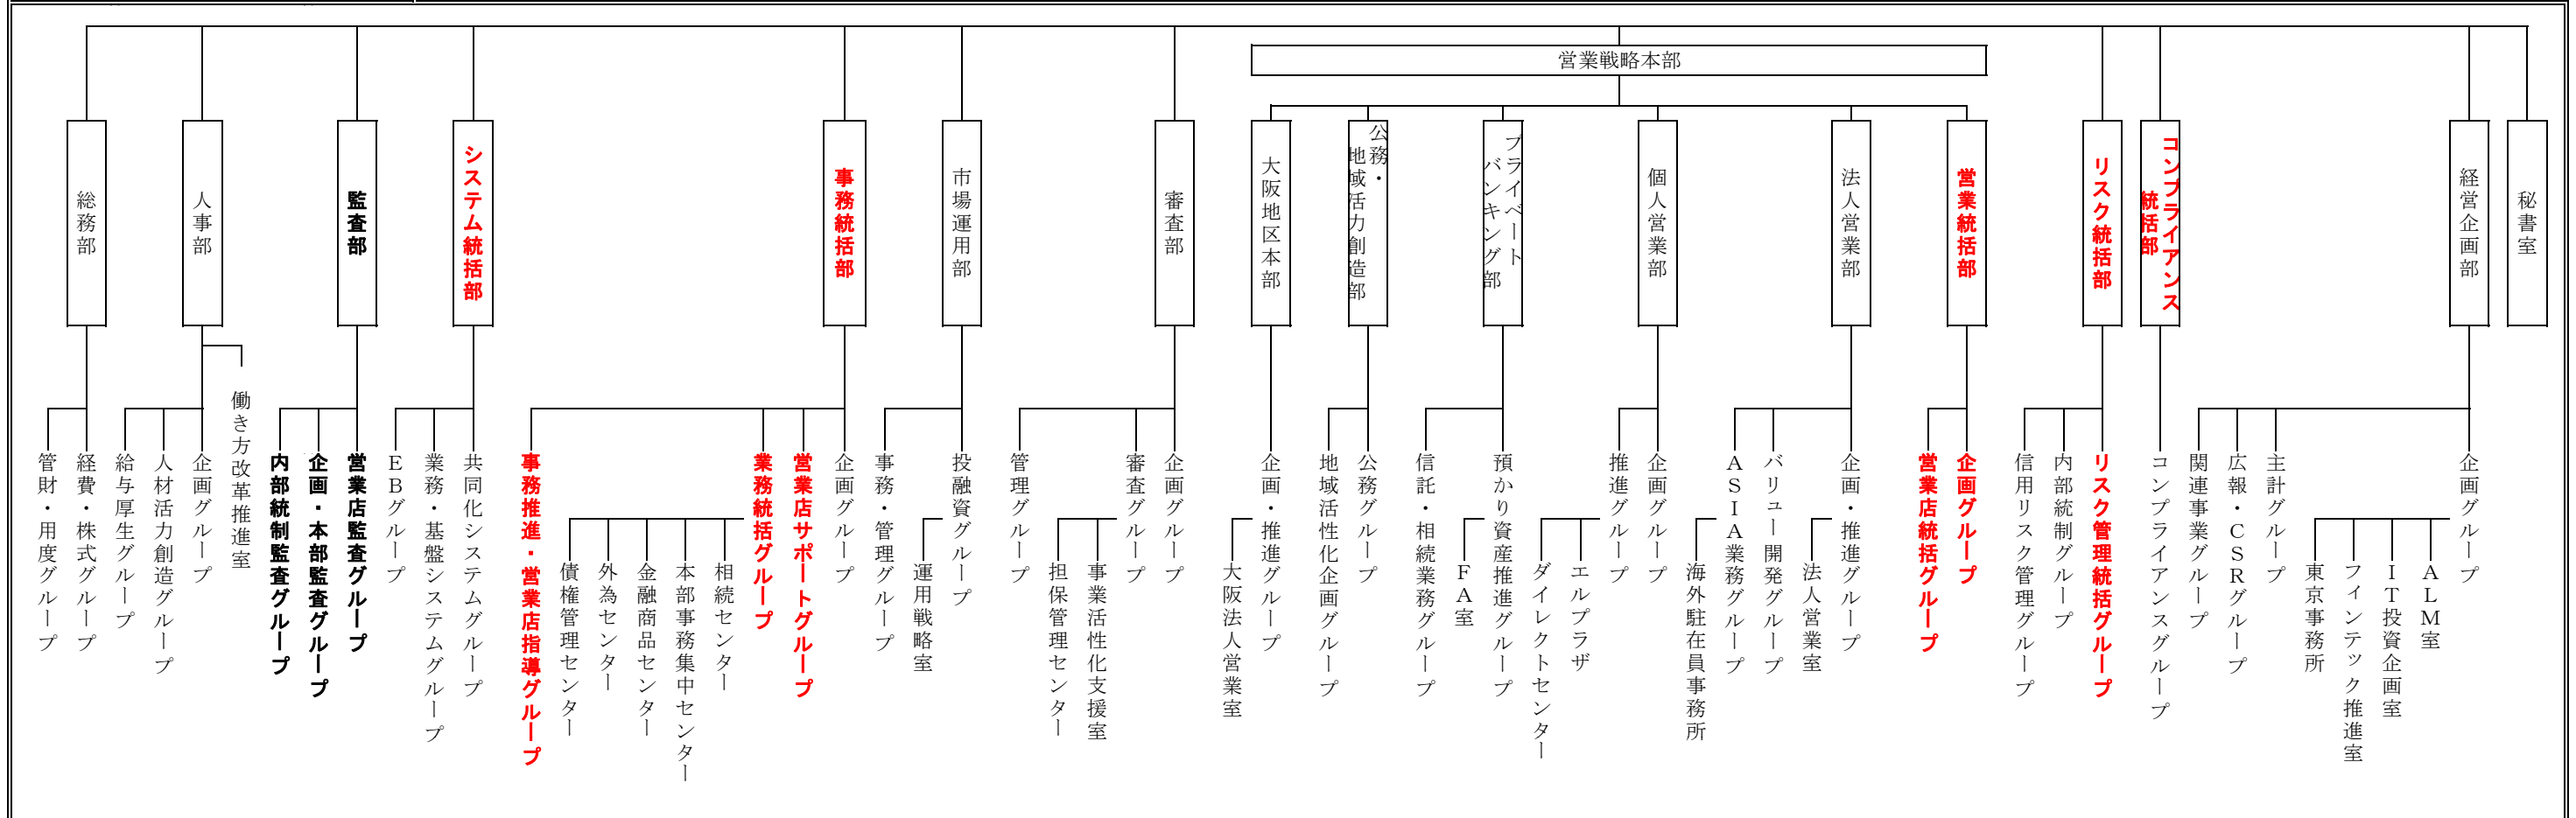 営業戦略本部
秘書室
経営企画部
コンプライアンス
統括部
リスク統括部
営業統括部
法人営業部
個人営業部
プライベート
バンキング部
公務・
地域活力創造部
大阪地区本部
審査部
市場運用部
事務統括部
システム統括部
監査部
人事部
総務部
企画グループ
ALM室
IT投資企画室
フィンテック推進室
東京事務所
主計グループ
広報・CSRグループ
関連事業グループ
コンプライアンスグループ
リスク管理統括グループ
内部統制グループ
信用リスク管理グループ
企画グループ
営業店統括グループ
企画・推進グループ
法人営業室
バリュー開発グループ
ASIA業務グループ
海外駐在員事務所
企画グループ
推進グループ
エルプラザ
ダイレクトセンター
預かり資産推進グループ
FA室
信託・相続業務グループ
公務グループ
地域活性化企画グループ
企画・推進グループ
大阪法人営業室
企画グループ
審査グループ
事業活性化支援室
担保管理センター
管理グループ
投融資グループ
運用戦略室
事務・管理グループ
企画グループ
営業店サポートグループ
業務統括グループ
相続センター
本部事務集中センター
金融商品センター
外為センター
債権管理センター
事務推進・営業店指導グループ
共同化システムグループ
業務・基盤システムグループ
EBグループ
営業店監査グループ
企画・本部監査グループ
内部統制監査グループ
働き方改革推進室
企画グループ
人材活力創造グループ
給与厚生グループ
経費・株式グループ
管財・用度グループ